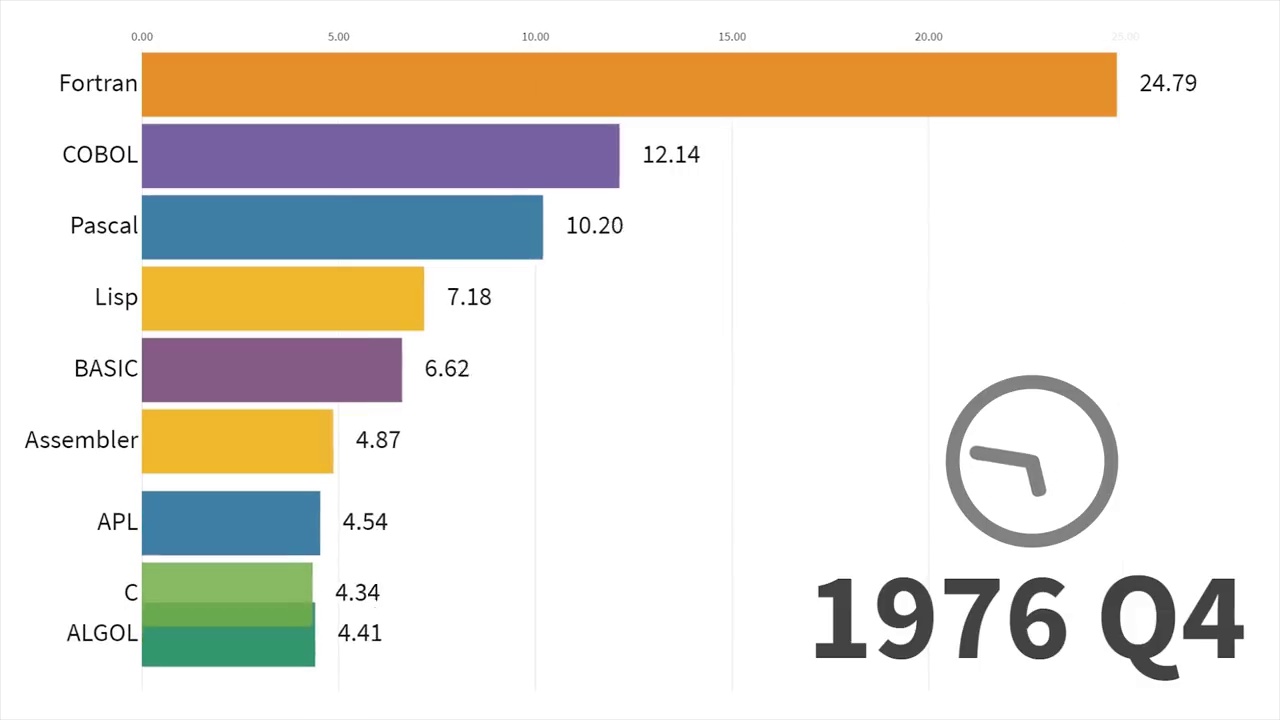 0.00 5.00 10.00 15.00 20.00 25.00
Fortran 24.79
COBOL 12.14
Pascal 10.20
Lisp 7.18
BASIC 6.62
Assembler 4.87
APL 4.54
C 4.34
ALGOL 4.41
1976 Q4